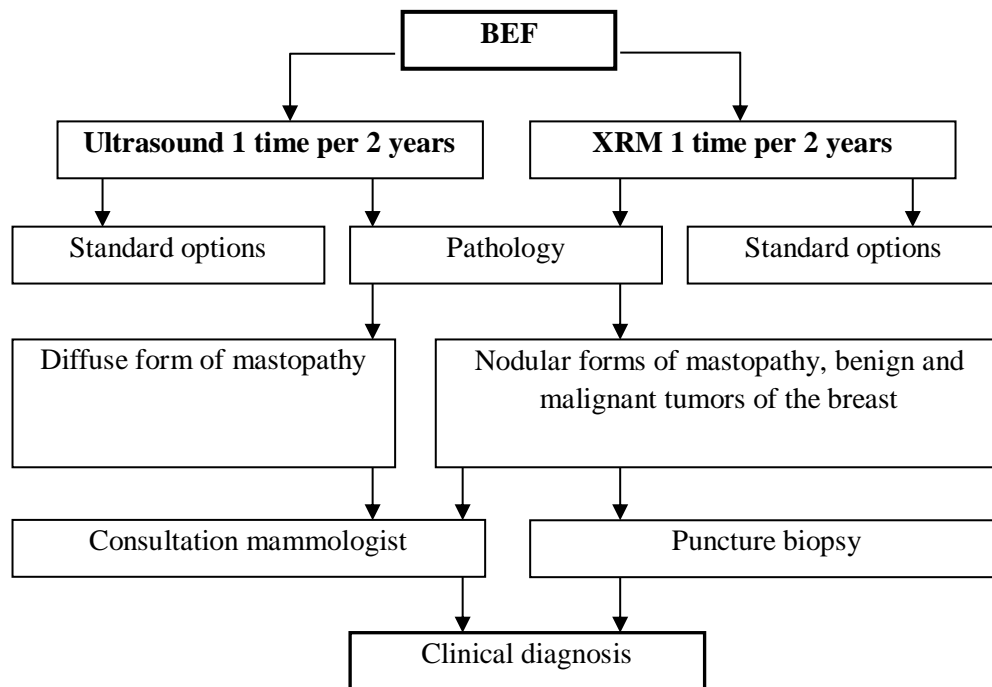 BEF
Ultrasound 1 time per 2 years
XRM 1 time per 2 years
Standard options
Pathology
Standard options
Diffuse form of mastopathy
Nodular forms of mastopathy, benign and
malignant tumors of the breast
Consultation mammologist
Puncture biopsy
Clinical diagnosis